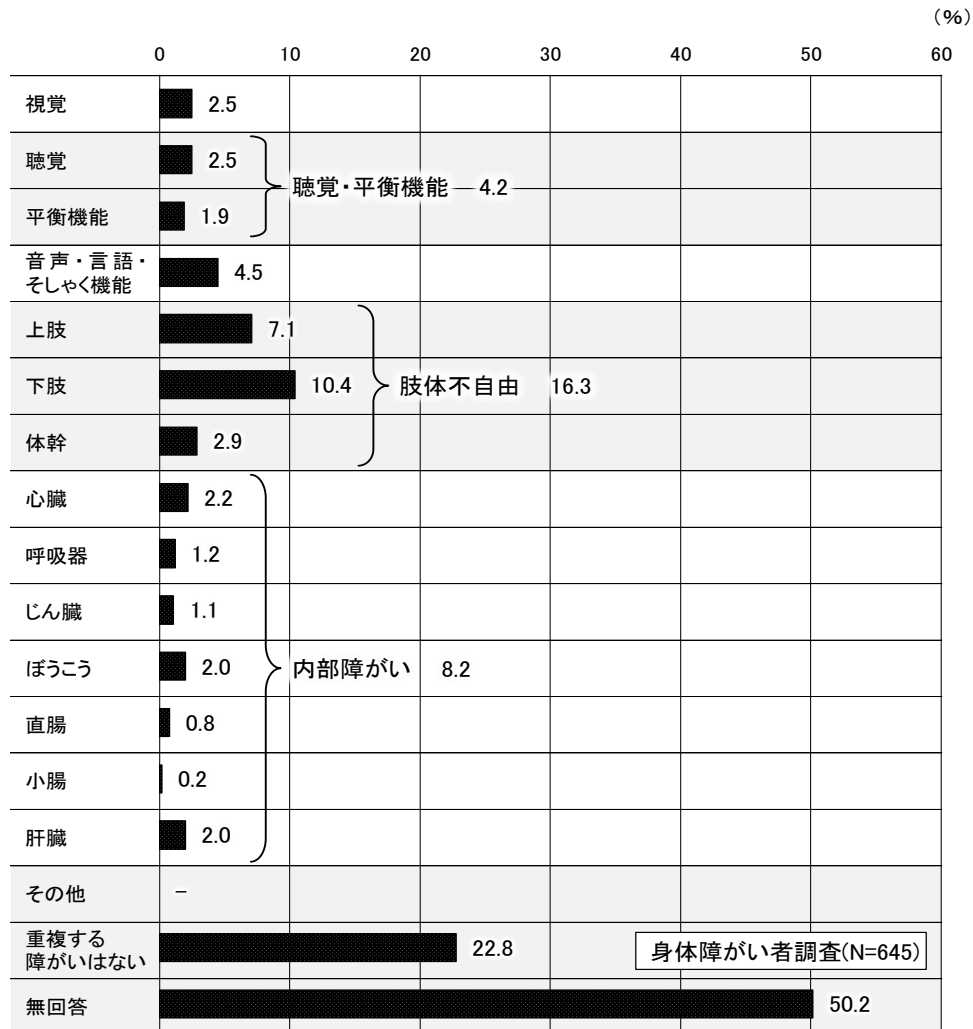 （%）
0 10 20 30 40 50 60
視覚 2.5
聴覚 2.5
聴覚・平衡機能 4.2
平衡機能 1.9
音声・言語・
そしゃく機能 4.5
上肢 7.1
下肢 10.4 肢体不自由 16.3
体幹 2.9
心臓 2.2
呼吸器 1.2
じん臓 1.1
ぼうこう 2.0 内部障がい 8.2
直腸 0.8
小腸 0.2
肝臓 2.0
その他 －
重複する
障がいはない 22.8 身体障がい者調査(N=645)
無回答 50.2